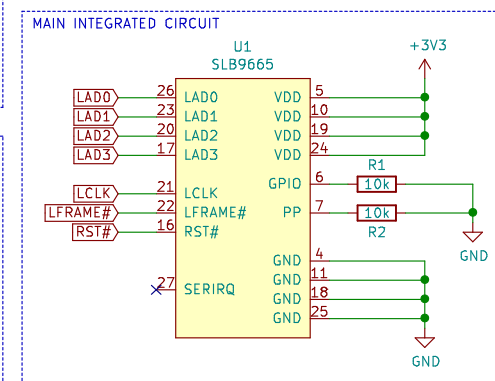 MAIN INTEGRATED CIRCUIT
U1
SLB9665
+3V3
LAD0 26 LAD0 VDD 5
LAD1 23 LAD1 VDD 10
LAD2 20 LAD2 VDD 19
LAD3 17 LAD3 VDD 24
R1
GPIO 6 10k
LCLK 21 LCLK
LFRAME# 22 LFRAME# PP 7 10k
RST# 16 RST# R2
GND
GND 4
GND 11
27 SERIRQ GND 18
GND 25
GND